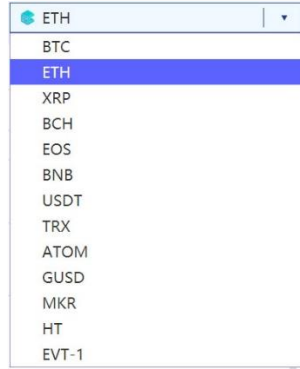 ETH
BTC
ETH
XRP
BCH
EOS
BNB
USDT
TRX
ATOM
GUSD
MKR
HT
EVT-1